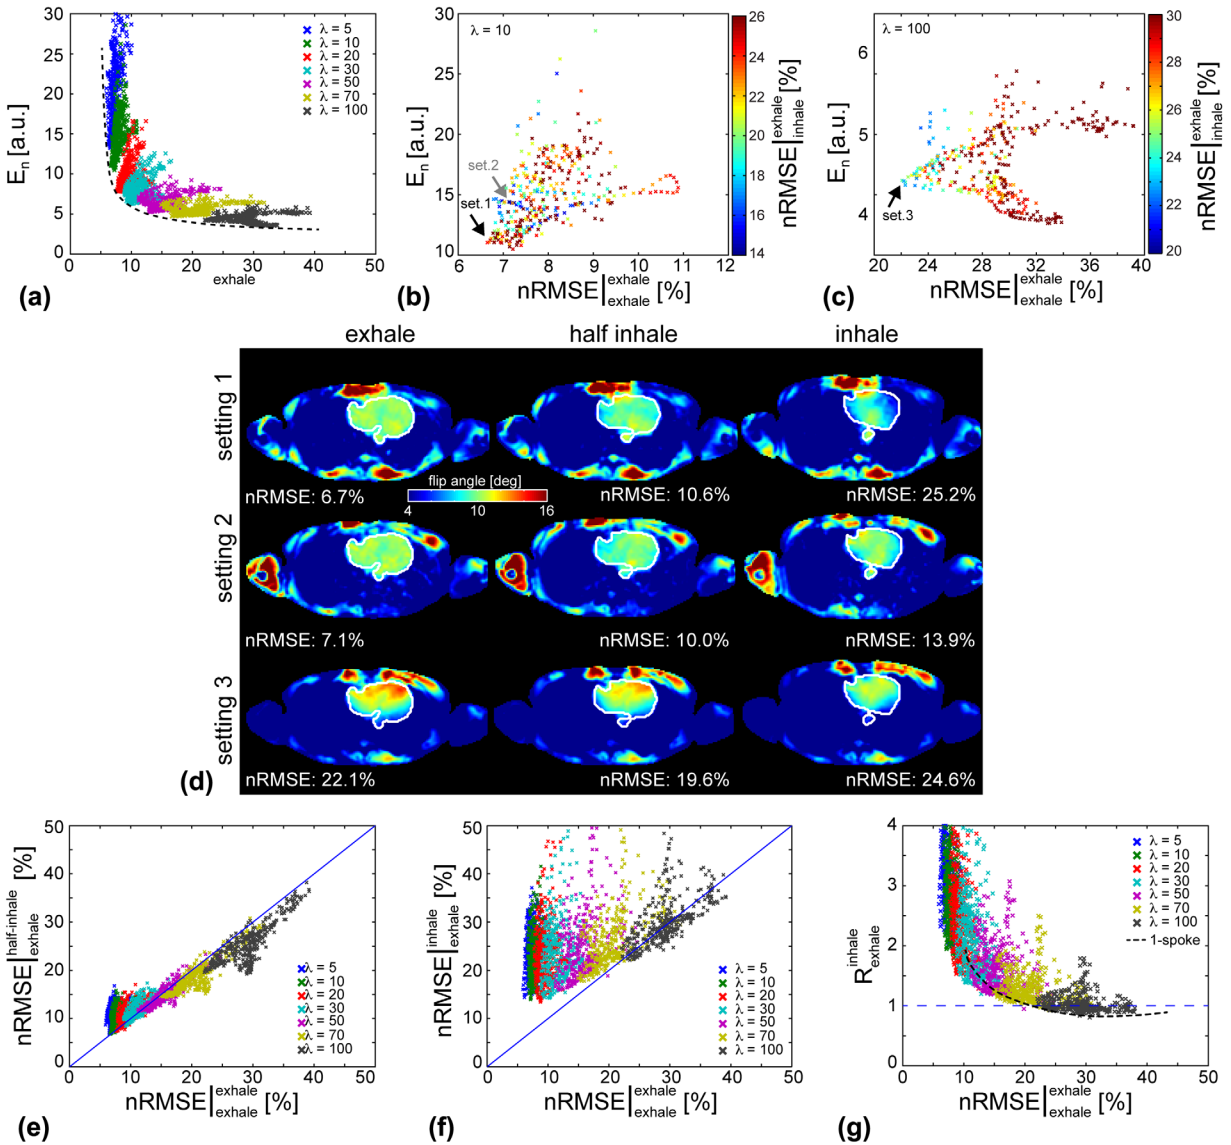 30
25
20
15
10
5
0
0 10 20 30 40 50
E_n [a.u.]
exhale
λ = 5
λ = 10
λ = 20
λ = 30
λ = 50
λ = 70
λ = 100
(a)
λ = 10
30
25
20
15
10
6 7 8 9 10 11 12
E_n [a.u.]
set.2
set.1
nRMSE|exhale exhale [%]
26
24
22
20
18
16
14
nRMSE|exhale inhale [%]
(b)
λ = 100
6
5
4
20 24 28 32 36 40
E_n [a.u.]
set.3
nRMSE|exhale exhale [%]
30
28
26
24
22
20
nRMSE|exhale inhale [%]
(c)
exhale half inhale inhale
setting 1
nRMSE: 6.7% nRMSE: 10.6% nRMSE: 25.2%
flip angle [deg]
4 10 16
setting 2
nRMSE: 7.1% nRMSE: 10.0% nRMSE: 13.9%
setting 3
nRMSE: 22.1% nRMSE: 19.6% nRMSE: 24.6%
(d)
50
40
30
20
10
0
0 10 20 30 40 50
nRMSE|half-inhale exhale [%]
λ = 5
λ = 10
λ = 20
λ = 30
λ = 50
λ = 70
λ = 100
nRMSE|exhale exhale [%]
(e)
50
40
30
20
10
0
0 10 20 30 40 50
nRMSE|inhale exhale [%]
λ = 5
λ = 10
λ = 20
λ = 30
λ = 50
λ = 70
λ = 100
nRMSE|exhale exhale [%]
(f)
4
3
2
1
0
0 10 20 30 40 50
R inhale exhale
λ = 5
λ = 10
λ = 20
λ = 30
λ = 50
λ = 70
λ = 100
1-spoke
nRMSE|exhale exhale [%]
(g)